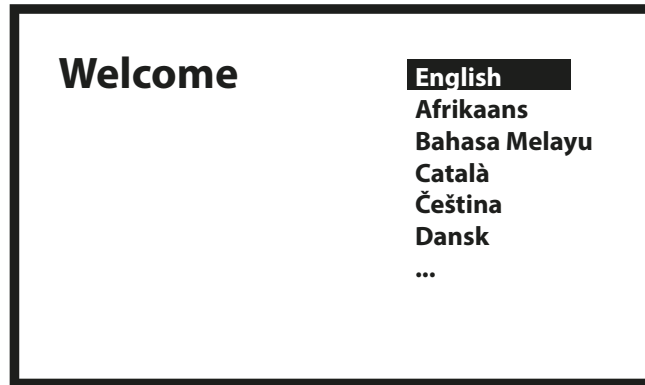 Welcome
English
Afrikaans
Bahasa Melayu
Català
Čeština
Dansk
...